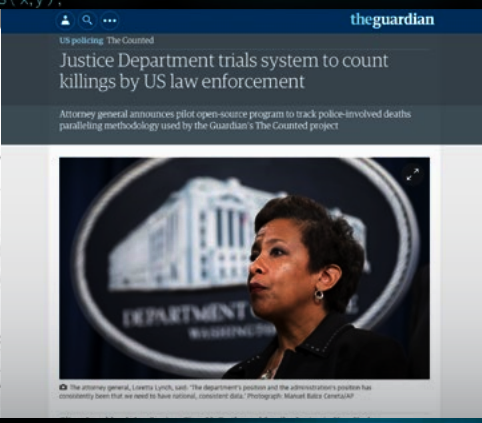 (x,y);
theguardian
US policing The Counted
Justice Department trials system to count
killings by US law enforcement
Attorney general announces pilot open-source program to track police-involved deaths
paralleling methodology used by the Guardian's The Counted project
DEPARTMENT
WASHINGTON
The attorney general, Loretta Lynch, said: 'The department's position and the administration's position has
consistently been that we need to have national, consistent data.' Photograph: Manuel Balce Ceneta/AP